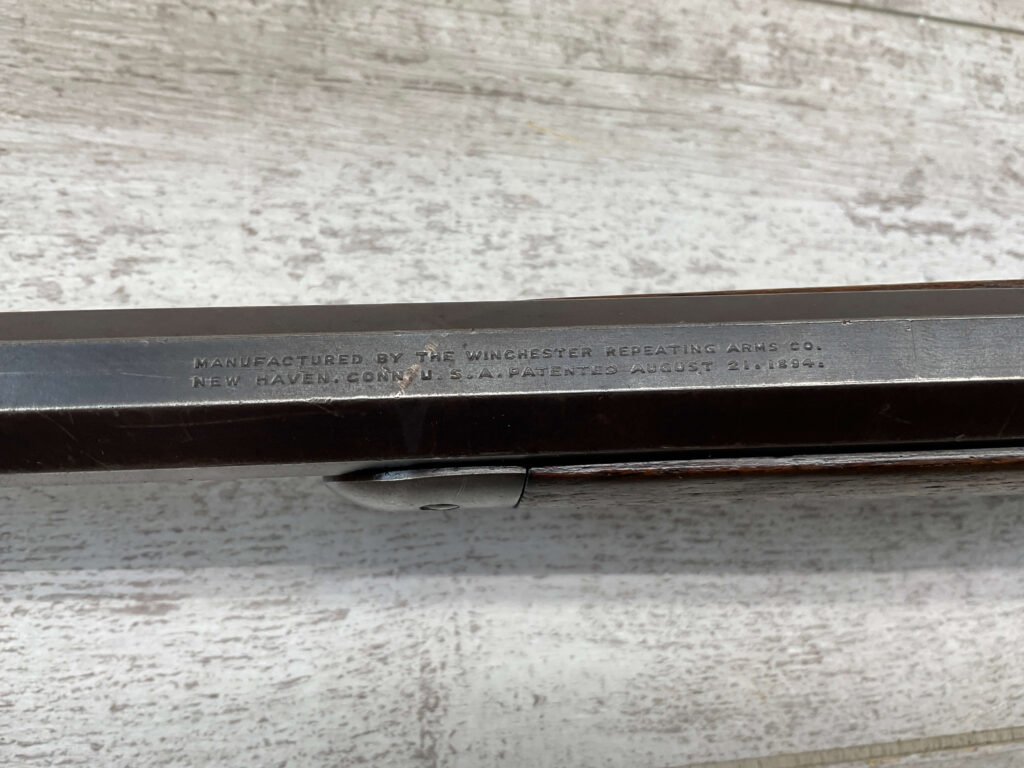 MANUFACTURED BY THE WINCHESTER REPEATING ARMS CO.
NEW HAVEN. CONN. U. S. A. PATENTED AUGUST 21. 1894.